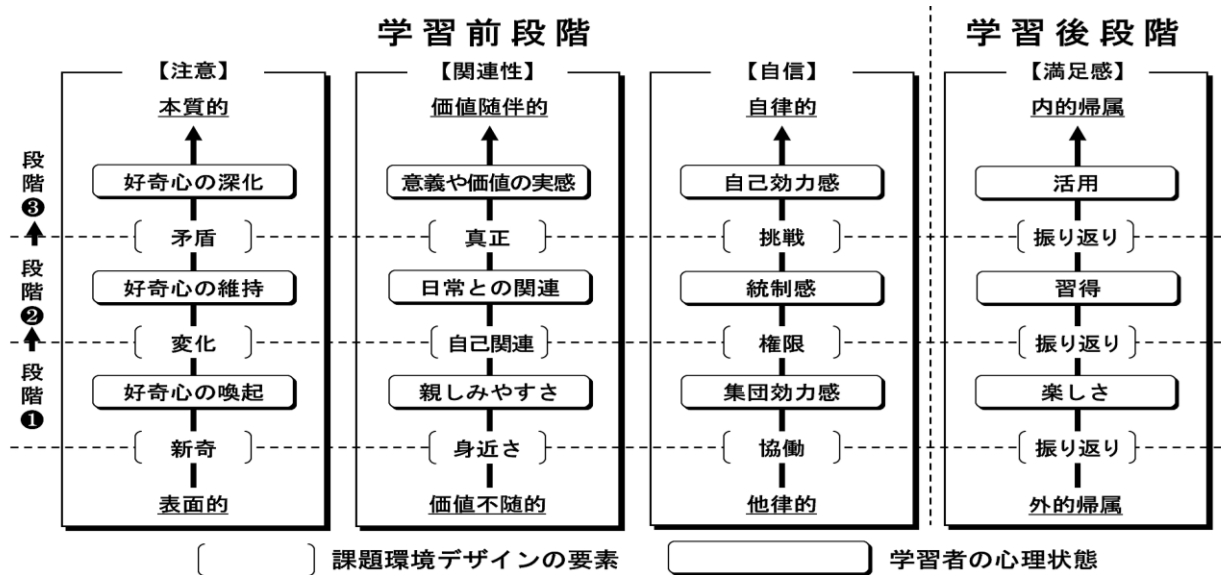 学習前段階
学習後段階
【注意】
本質的
好奇心の深化
矛盾
好奇心の維持
変化
好奇心の喚起
新奇
表面的
【関連性】
価値随伴的
意義や価値の実感
真正
日常との関連
自己関連
親しみやすさ
身近さ
価値不随的
【自信】
自律的
自己効力感
挑戦
統制感
権限
集団効力感
協働
他律的
【満足感】
内的帰属
活用
振り返り
習得
振り返り
楽しさ
振り返り
外的帰属
段階❸
段階❷
段階❶
課題環境デザインの要素
学習者の心理状態